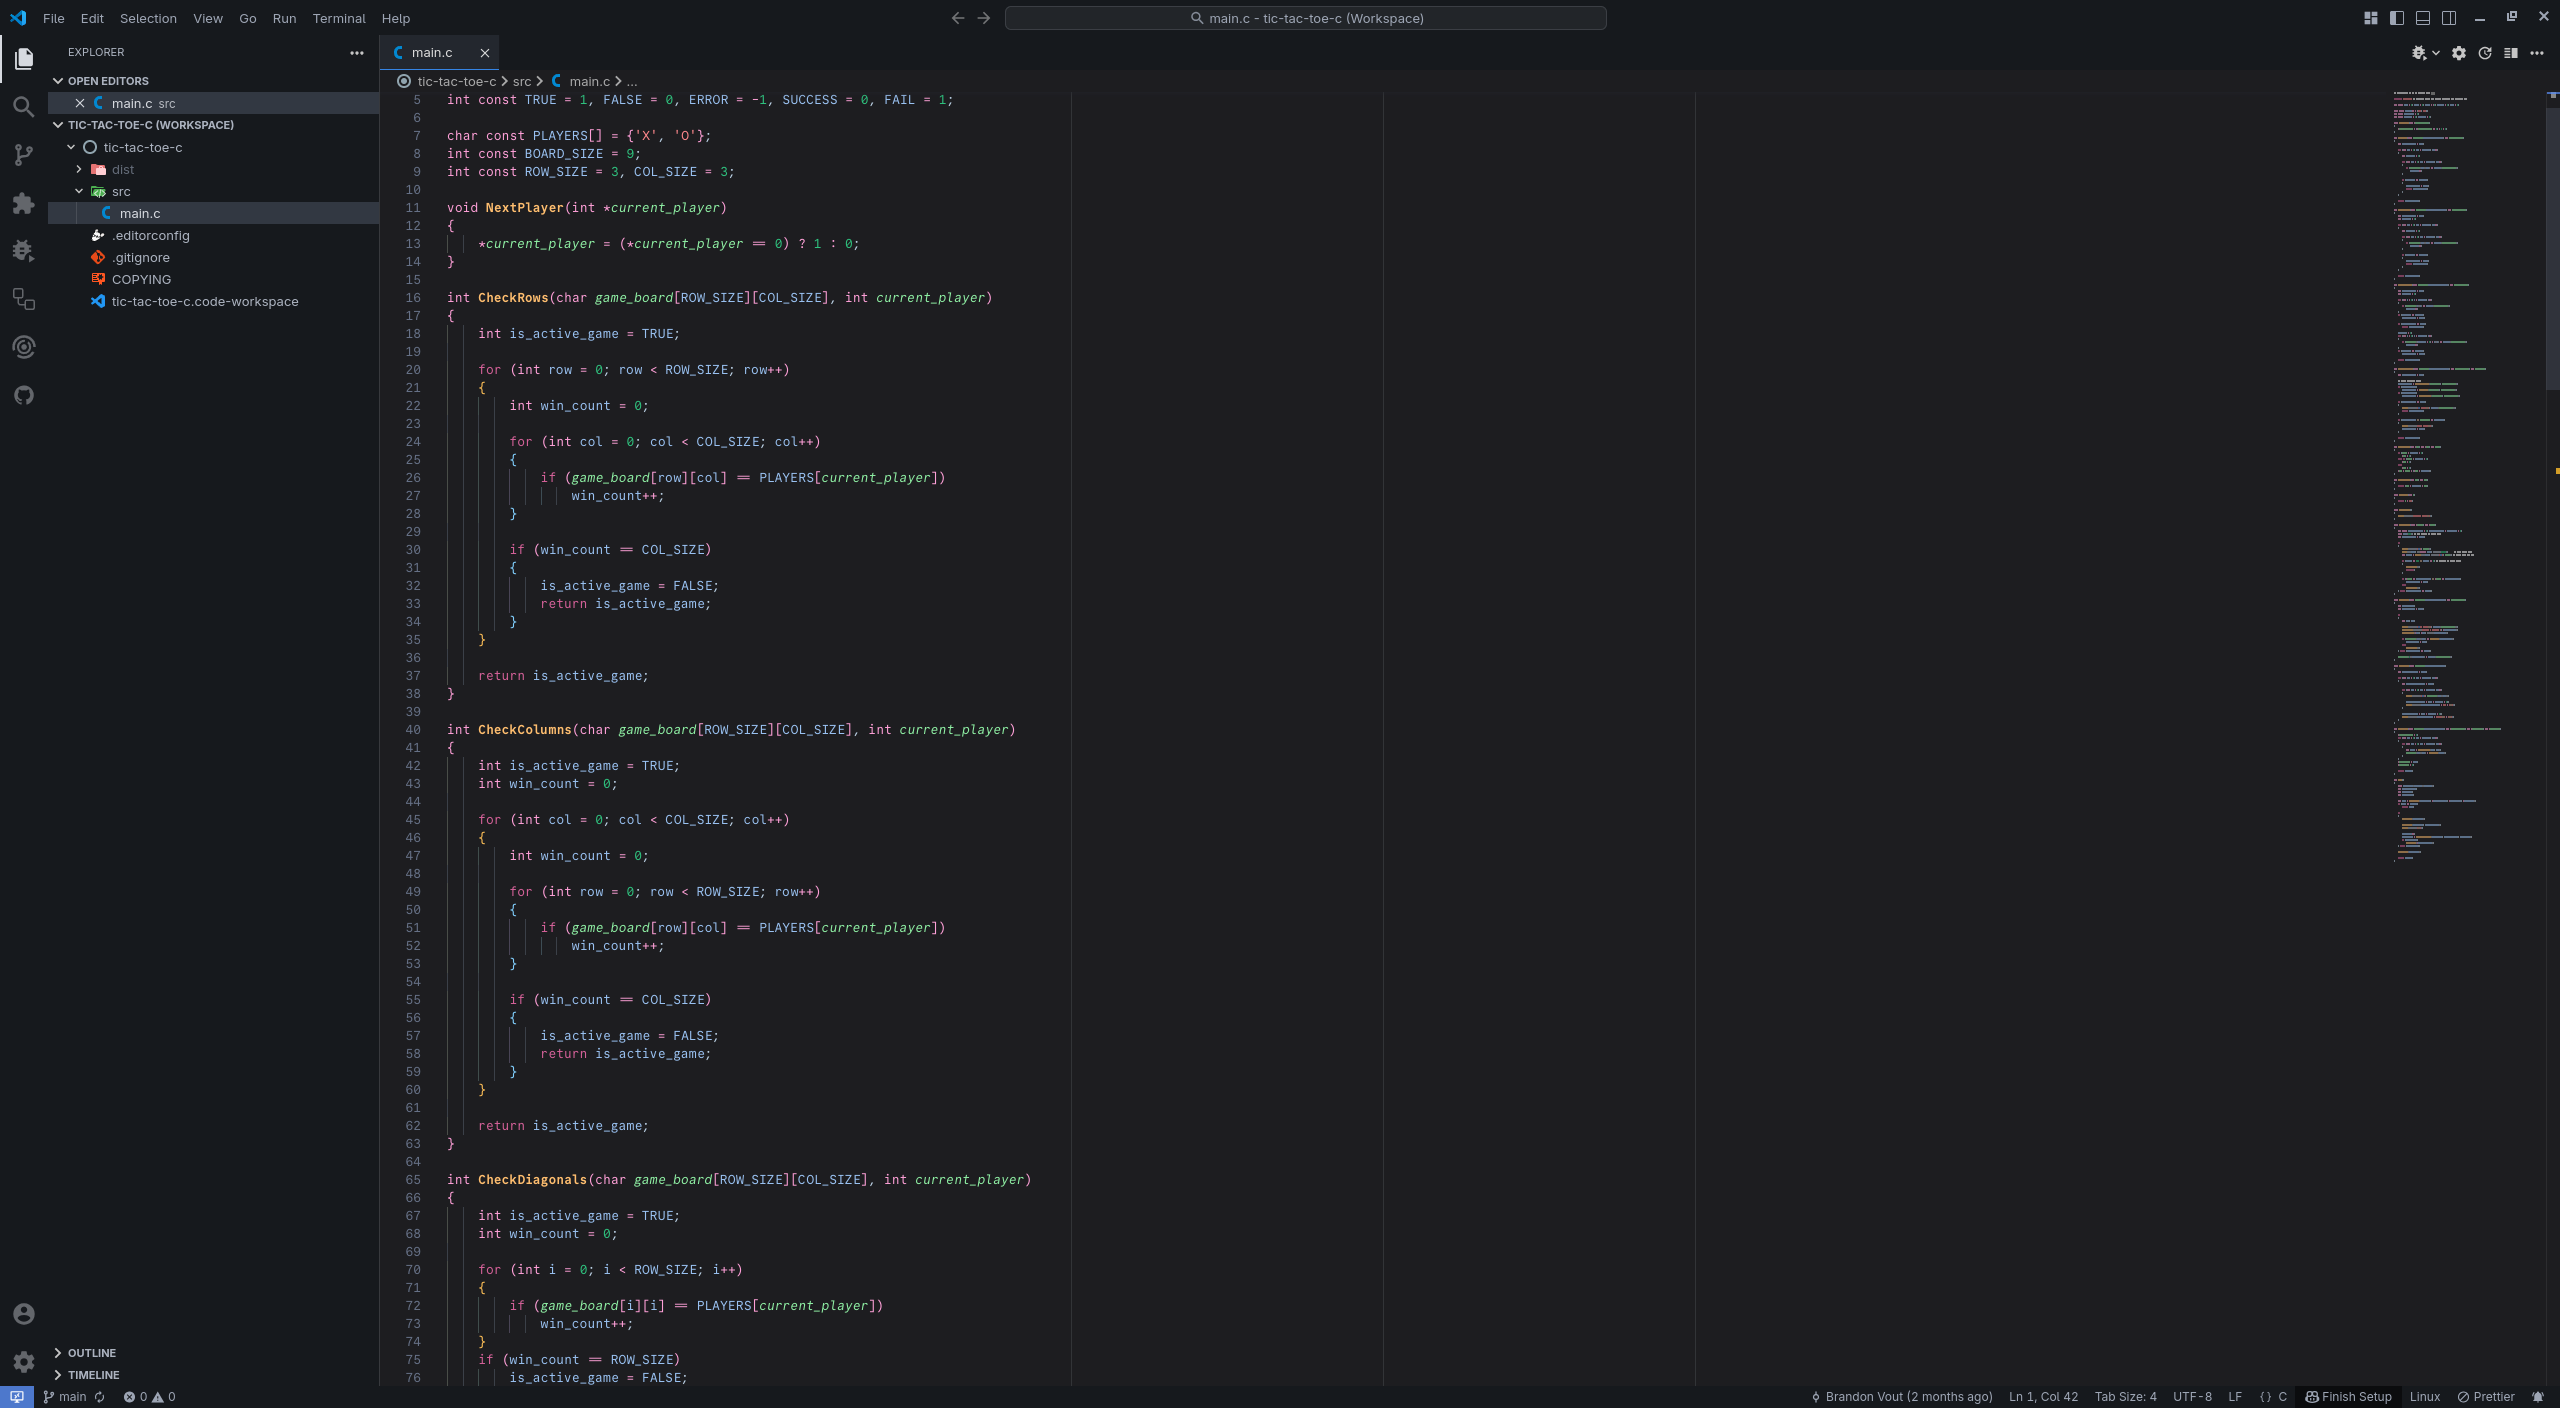 File Edit Selection View Go Run Terminal Help
main.c - tic-tac-toe-c (Workspace)
EXPLORER
OPEN EDITORS
main.c src
TIC-TAC-TOE-C (WORKSPACE)
tic-tac-toe-c
dist
src
main.c
.editorconfig
.gitignore
COPYING
tic-tac-toe-c.code-workspace
OUTLINE
TIMELINE
main.c
tic-tac-toe-c > src > main.c > ...
5 int const TRUE = 1, FALSE = 0, ERROR = -1, SUCCESS = 0, FAIL = 1;
6
7 char const PLAYERS[] = {'X', 'O'};
8 int const BOARD_SIZE = 9;
9 int const ROW_SIZE = 3, COL_SIZE = 3;
10
11 void NextPlayer(int *current_player)
12 {
13 *current_player = (*current_player == 0) ? 1 : 0;
14 }
15
16 int CheckRows(char game_board[ROW_SIZE][COL_SIZE], int current_player)
17 {
18 int is_active_game = TRUE;
19
20 for (int row = 0; row < ROW_SIZE; row++)
21 {
22 int win_count = 0;
23
24 for (int col = 0; col < COL_SIZE; col++)
25 {
26 if (game_board[row][col] == PLAYERS[current_player])
27 win_count++;
28 }
29
30 if (win_count == COL_SIZE)
31 {
32 is_active_game = FALSE;
33 return is_active_game;
34 }
35 }
36
37 return is_active_game;
38 }
39
40 int CheckColumns(char game_board[ROW_SIZE][COL_SIZE], int current_player)
41 {
42 int is_active_game = TRUE;
43 int win_count = 0;
44
45 for (int col = 0; col < COL_SIZE; col++)
46 {
47 int win_count = 0;
48
49 for (int row = 0; row < ROW_SIZE; row++)
50 {
51 if (game_board[row][col] == PLAYERS[current_player])
52 win_count++;
53 }
54
55 if (win_count == COL_SIZE)
56 {
57 is_active_game = FALSE;
58 return is_active_game;
59 }
60 }
61
62 return is_active_game;
63 }
64
65 int CheckDiagonals(char game_board[ROW_SIZE][COL_SIZE], int current_player)
66 {
67 int is_active_game = TRUE;
68 int win_count = 0;
69
70 for (int i = 0; i < ROW_SIZE; i++)
71 {
72 if (game_board[i][i] == PLAYERS[current_player])
73 win_count++;
74 }
75 if (win_count == ROW_SIZE)
76 is_active_game = FALSE;
main 0 0 Brandon Vout (2 months ago) Ln 1, Col 42 Tab Size: 4 UTF-8 LF {} C Finish Setup Linux Prettier